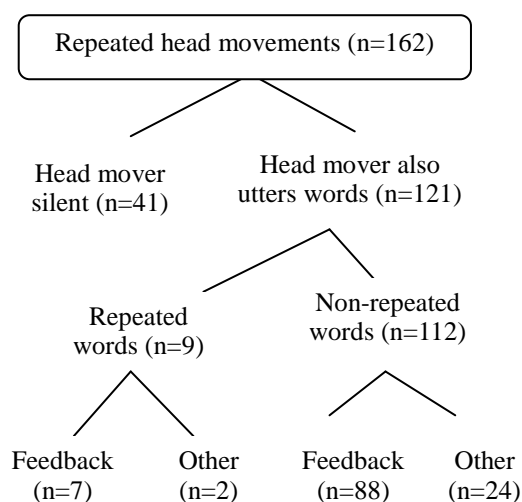 Repeated head movements (n=162)
Head mover
silent (n=41)
Head mover also
utters words (n=121)
Repeated
words (n=9)
Non-repeated
words (n=112)
Feedback
(n=7)
Other
(n=2)
Feedback
(n=88)
Other
(n=24)